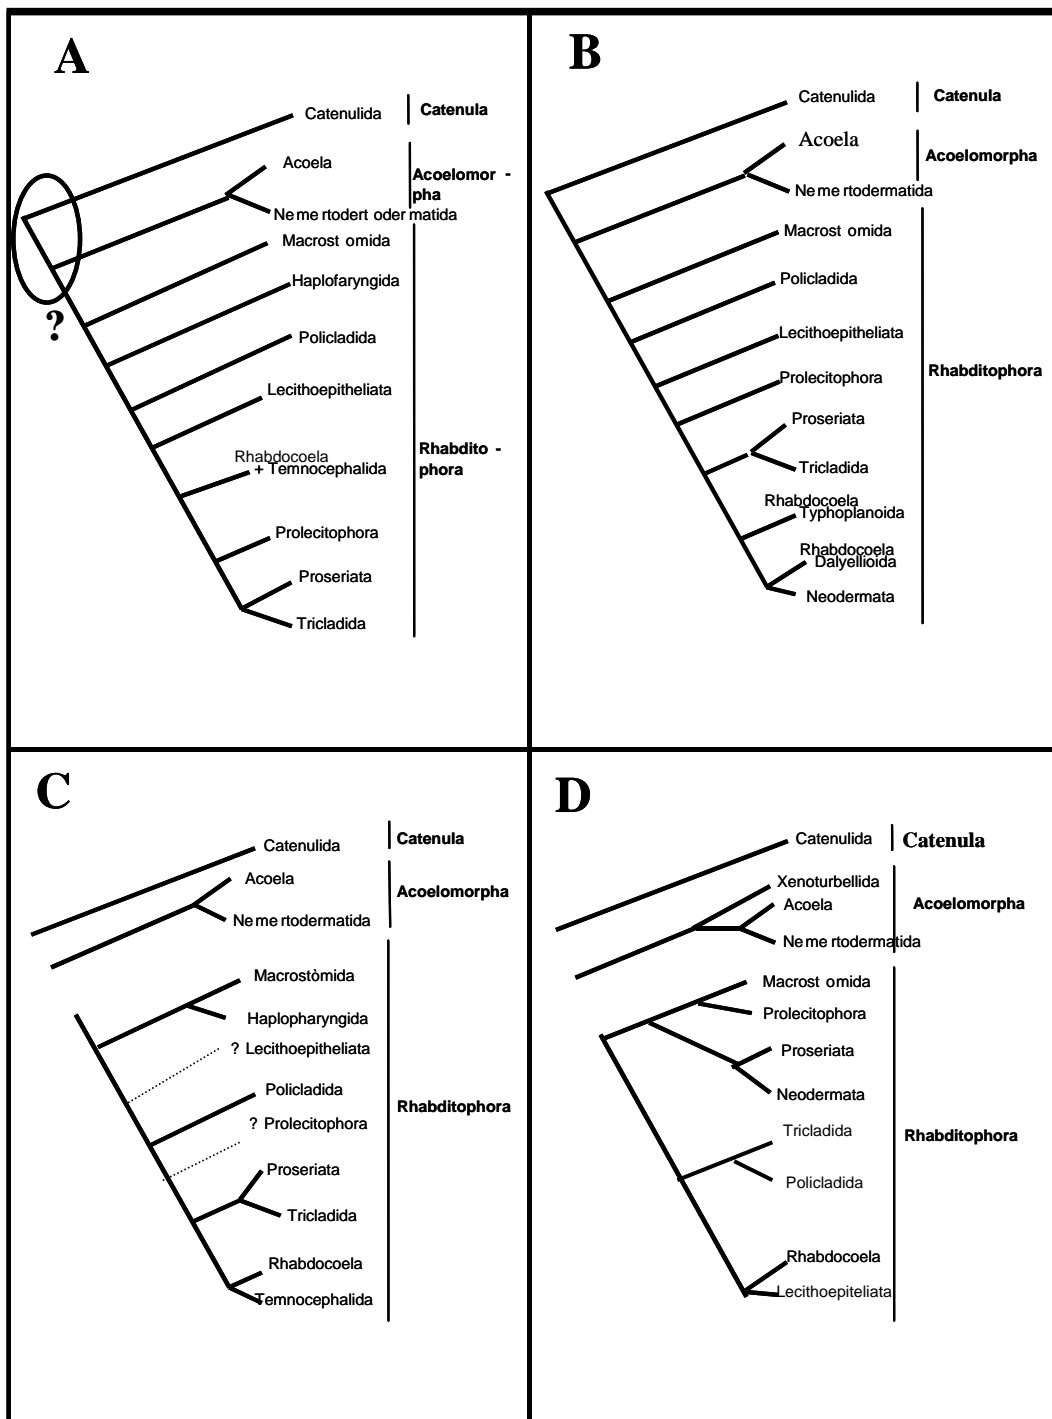 A
Catenulida
Catenula
Acoela
Acoelomor -
pha
Ne me rtodert oder matida
Macrost omida
Haplofaryngida
?
Policladida
Lecithoepitheliata
Rhabdito -
phora
Rhabdocoela
+ Temnocephalida
Prolecitophora
Proseriata
Tricladida
B
Catenulida
Catenula
Acoela
Acoelomorpha
Ne me rtodermatida
Macrost omida
Policladida
Lecithoepitheliata
Rhabditophora
Prolecitophora
Proseriata
Tricladida
Rhabdocoela
Typhoplanoida
Rhabdocoela
Dalyellioida
Neodermata
C
Catenulida
Catenula
Acoela
Acoelomorpha
Ne me rtodermatida
Macrostòmida
Haplopharyngida
? Lecithoepitheliata
Policladida
Rhabditophora
? Prolecitophora
Proseriata
Tricladida
Rhabdocoela
Temnocephalida
D
Catenulida
Catenula
Xenoturbellida
Acoela
Acoelomorpha
Ne me rtodermatida
Macrost omida
Prolecitophora
Proseriata
Neodermata
Tricladida
Rhabditophora
Policladida
Rhabdocoela
Lecithoepiteliata